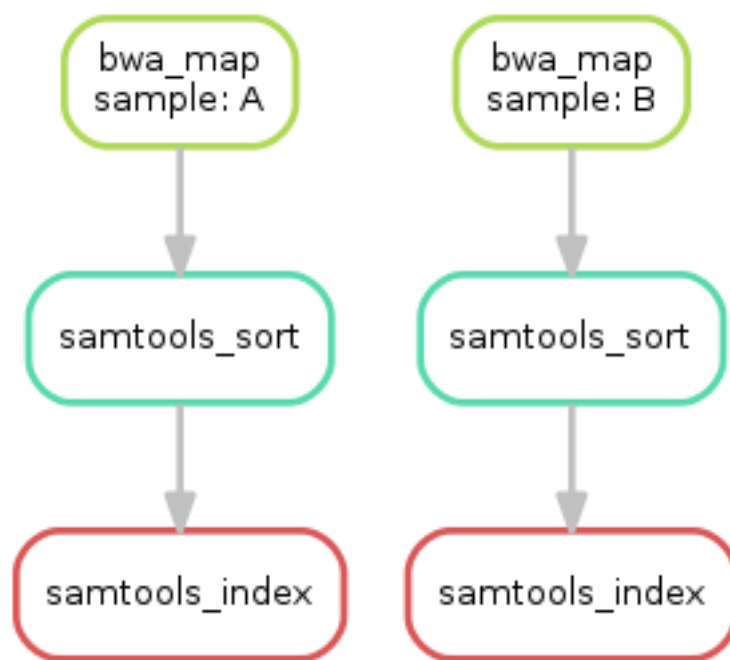 bwa_map
sample: A
bwa_map
sample: B
samtools_sort
samtools_sort
samtools_index
samtools_index